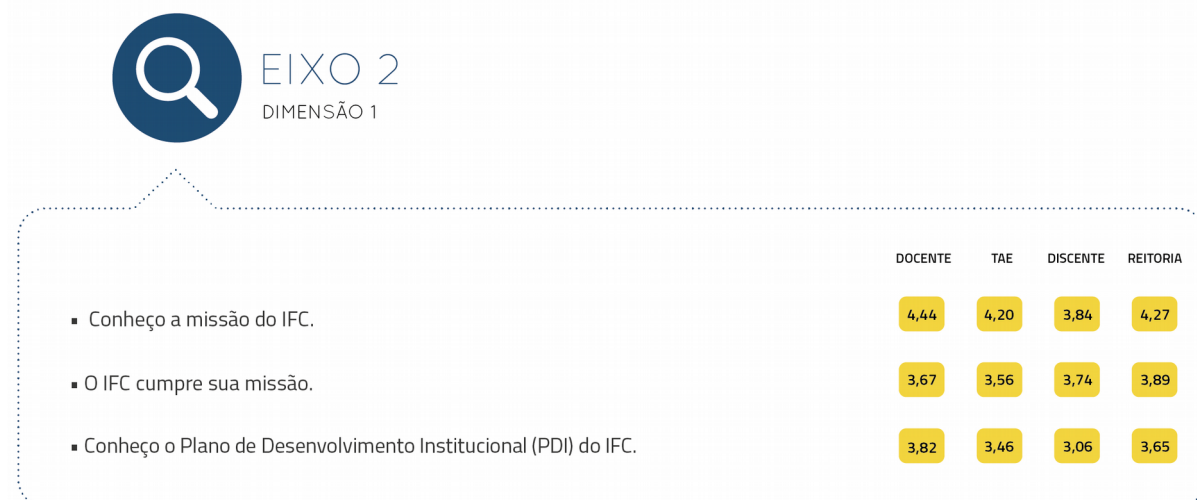 EIXO 2
DIMENSÃO 1
DOCENTE TAE DISCENTE REITORIA
▪ Conheço a missão do IFC. 4,44 4,20 3,84 4,27
▪ O IFC cumpre sua missão. 3,67 3,56 3,74 3,89
▪ Conheço o Plano de Desenvolvimento Institucional (PDI) do IFC. 3,82 3,46 3,06 3,65